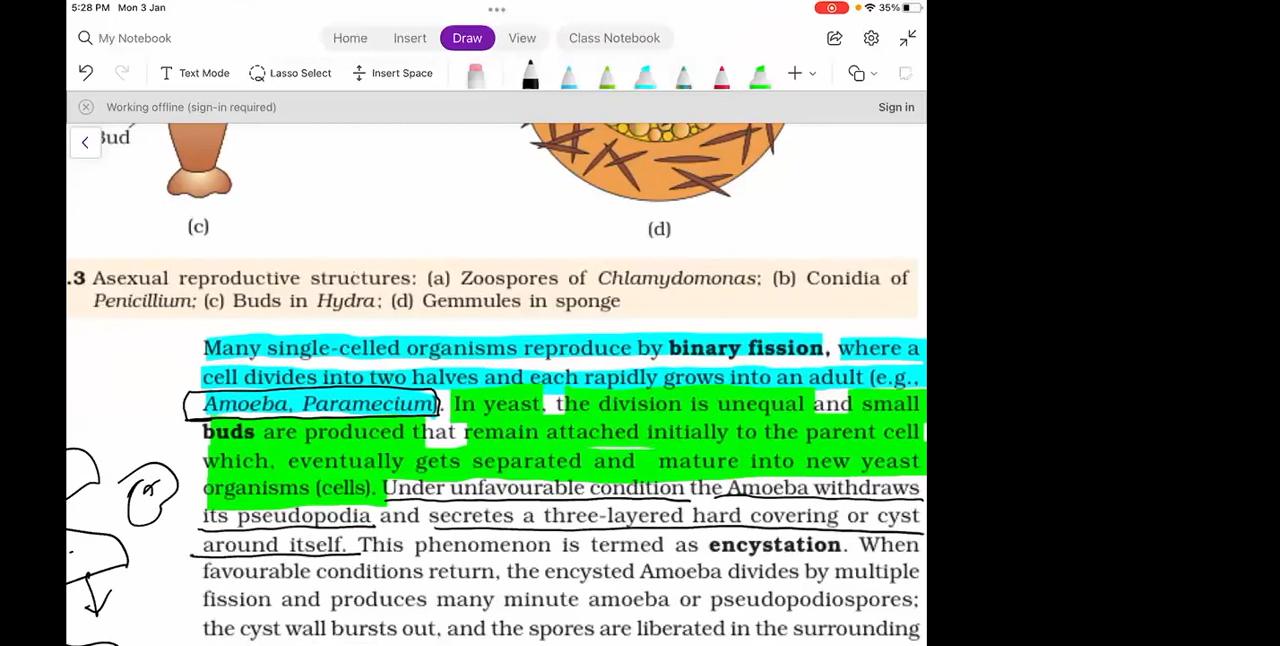 5:28 PM Mon 3 Jan
35%
My Notebook
Home Insert Draw View Class Notebook
Text Mode Lasso Select Insert Space
Working offline (sign-in required) Sign in
Bud
(c) (d)
.3 Asexual reproductive structures: (a) Zoospores of Chlamydomonas; (b) Conidia of
Penicillium; (c) Buds in Hydra; (d) Gemmules in sponge
Many single-celled organisms reproduce by binary fission, where a
cell divides into two halves and each rapidly grows into an adult (e.g.,
Amoeba, Paramecium). In yeast, the division is unequal and small
buds are produced that remain attached initially to the parent cell
which, eventually gets separated and mature into new yeast
organisms (cells). Under unfavourable condition the Amoeba withdraws
its pseudopodia and secretes a three-layered hard covering or cyst
around itself. This phenomenon is termed as encystation. When
favourable conditions return, the encysted Amoeba divides by multiple
fission and produces many minute amoeba or pseudopodiospores;
the cyst wall bursts out, and the spores are liberated in the surrounding